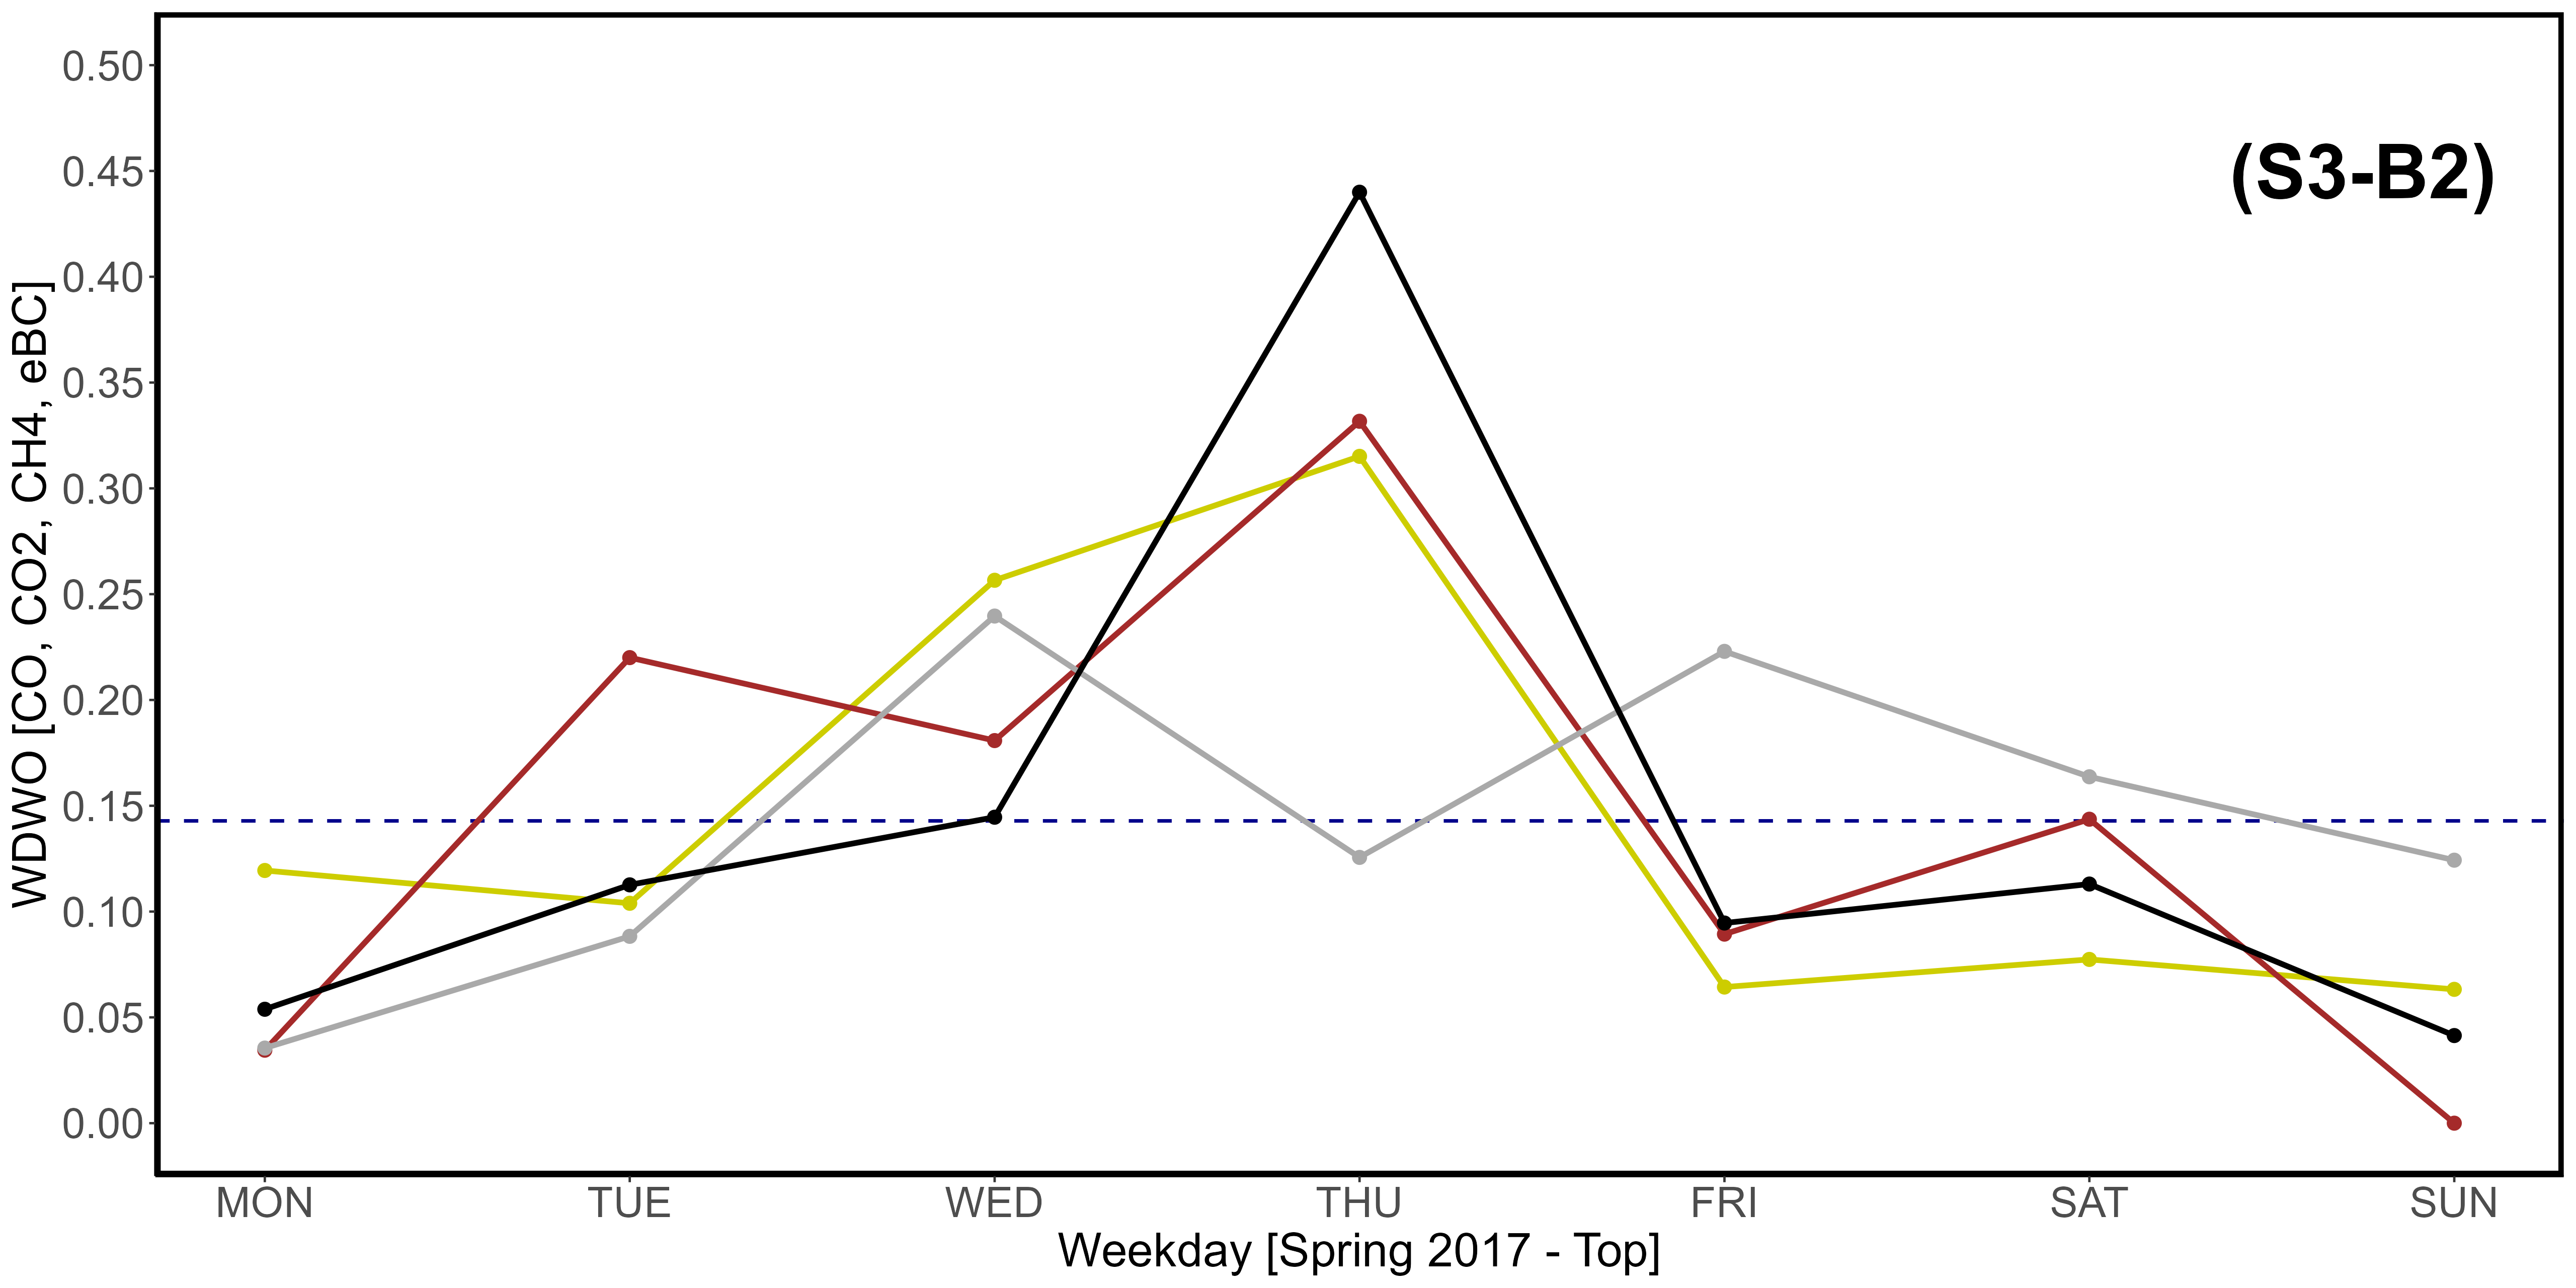 (S3-B2)
WDWO [CO, CO2, CH4, eBC]
0.50
0.45
0.40
0.35
0.30
0.25
0.20
0.15
0.10
0.05
0.00
MON TUE WED THU FRI SAT SUN
Weekday [Spring 2017 - Top]